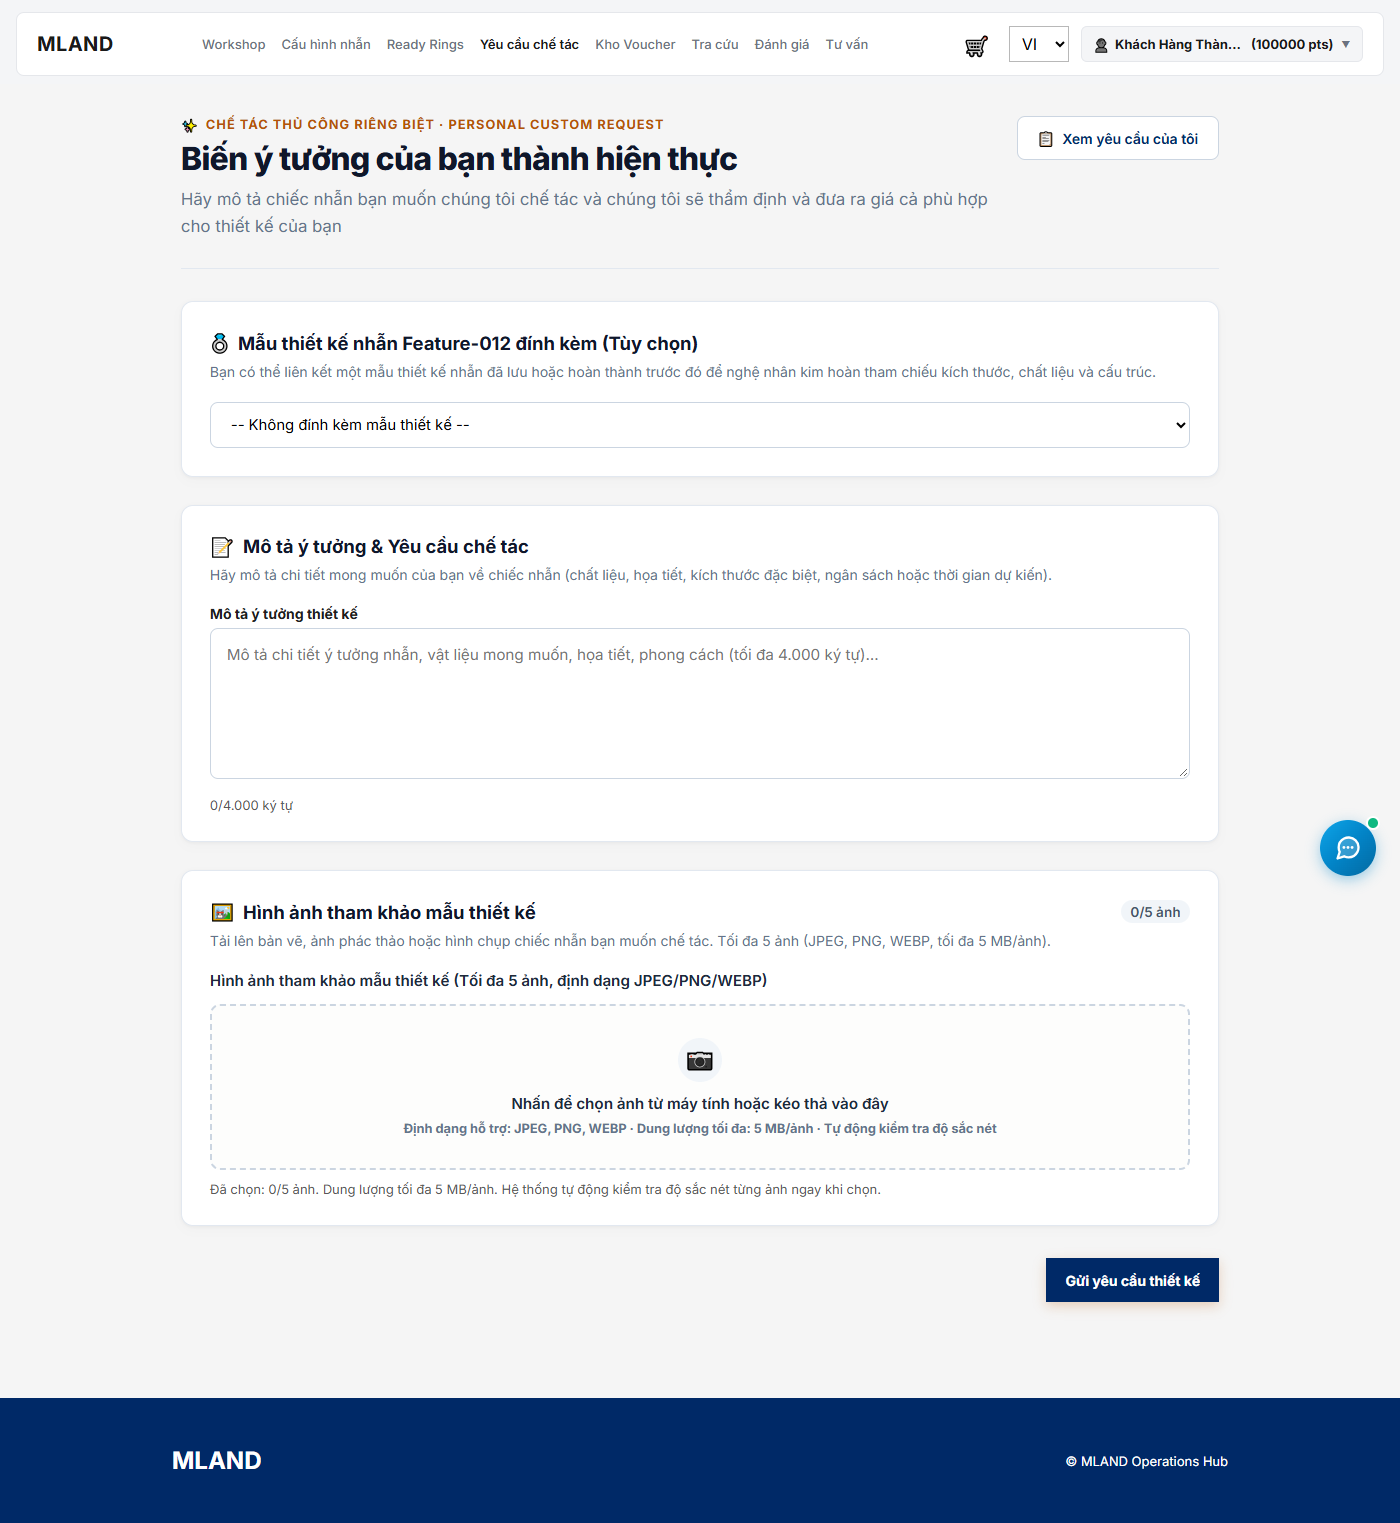 MLAND
Workshop
Cấu hình nhẫn
Ready Rings
Yêu cầu chế tác
Kho Voucher
Tra cứu
Đánh giá
Tư vấn
VI
Khách Hàng Thàn... (100000 pts) ▼
CHẾ TÁC THỦ CÔNG RIÊNG BIỆT · PERSONAL CUSTOM REQUEST
Biến ý tưởng của bạn thành hiện thực
Hãy mô tả chiếc nhẫn bạn muốn chúng tôi chế tác và chúng tôi sẽ thẩm định và đưa ra giá cả phù hợp
cho thiết kế của bạn
Xem yêu cầu của tôi
Mẫu thiết kế nhẫn Feature-012 đính kèm (Tùy chọn)
Bạn có thể liên kết một mẫu thiết kế nhẫn đã lưu hoặc hoàn thành trước đó để nghệ nhân kim hoàn tham chiếu kích thước, chất liệu và cấu trúc.
-- Không đính kèm mẫu thiết kế --
Mô tả ý tưởng & Yêu cầu chế tác
Hãy mô tả chi tiết mong muốn của bạn về chiếc nhẫn (chất liệu, họa tiết, kích thước đặc biệt, ngân sách hoặc thời gian dự kiến).
Mô tả ý tưởng thiết kế
Mô tả chi tiết ý tưởng nhẫn, vật liệu mong muốn, họa tiết, phong cách (tối đa 4.000 ký tự)...
0/4.000 ký tự
Hình ảnh tham khảo mẫu thiết kế
0/5 ảnh
Tải lên bản vẽ, ảnh phác thảo hoặc hình chụp chiếc nhẫn bạn muốn chế tác. Tối đa 5 ảnh (JPEG, PNG, WEBP, tối đa 5 MB/ảnh).
Hình ảnh tham khảo mẫu thiết kế (Tối đa 5 ảnh, định dạng JPEG/PNG/WEBP)
Nhấn để chọn ảnh từ máy tính hoặc kéo thả vào đây
Định dạng hỗ trợ: JPEG, PNG, WEBP · Dung lượng tối đa: 5 MB/ảnh · Tự động kiểm tra độ sắc nét
Đã chọn: 0/5 ảnh. Dung lượng tối đa 5 MB/ảnh. Hệ thống tự động kiểm tra độ sắc nét từng ảnh ngay khi chọn.
Gửi yêu cầu thiết kế
MLAND
© MLAND Operations Hub